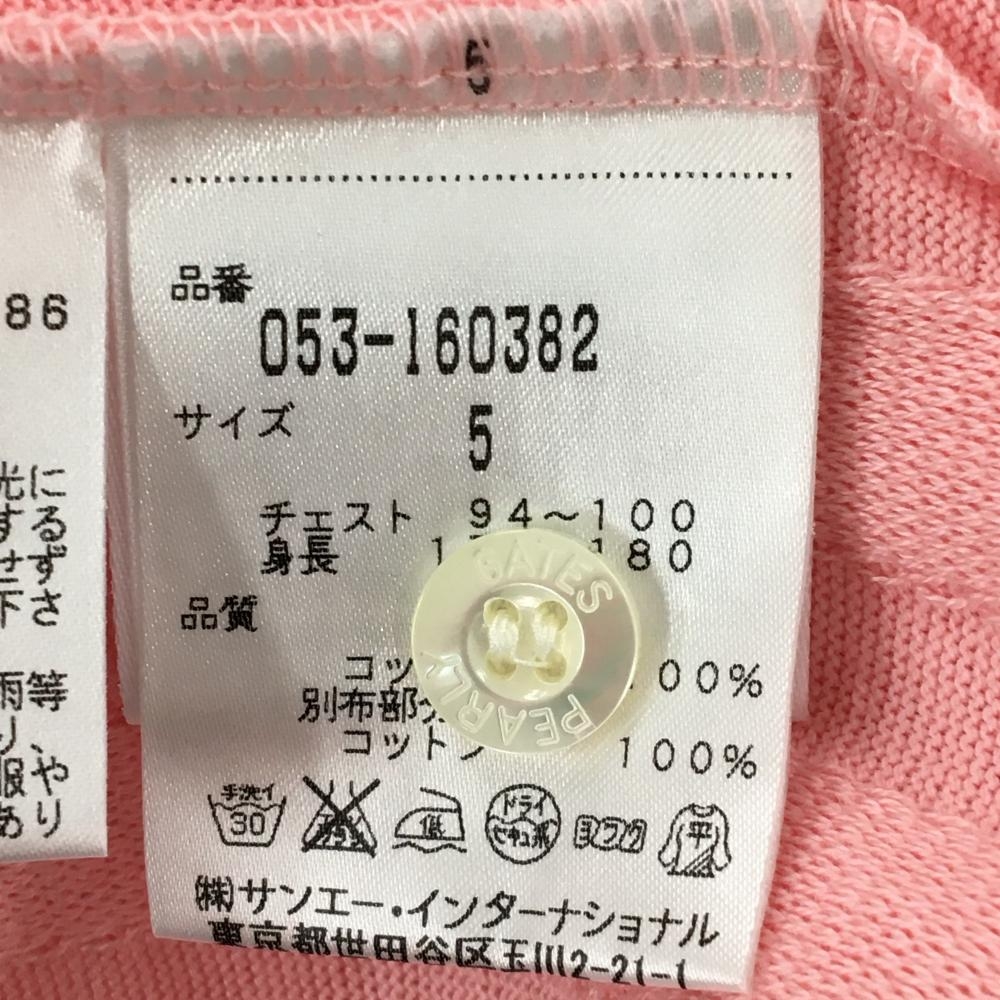 5
品番
053-160382
サイズ 5
チェスト 94～100
身長 180
品質
コッ 00%
別布部分
コットン 100%
手洗イ 30 低 ドライ セキユ系 平
(株)サンエー・インターナショナル
東京都世田谷区玉川2-21-1
GATES
PEARLY
86
光に
する
せず
下さ
雨等
り、
服や
あり